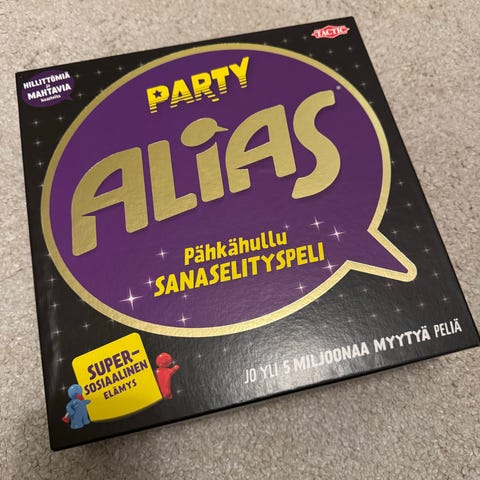 TACTIC
HILLITTÖMIÄ
MAHTAVIA
PARTY
ALiAS
Pähkähullu
SANASELITYSPELI
SUPER-
SOSIAALINEN
ELÄMYS
JO YLI 5 MILJOONAA MYYTYÄ PELIÄ